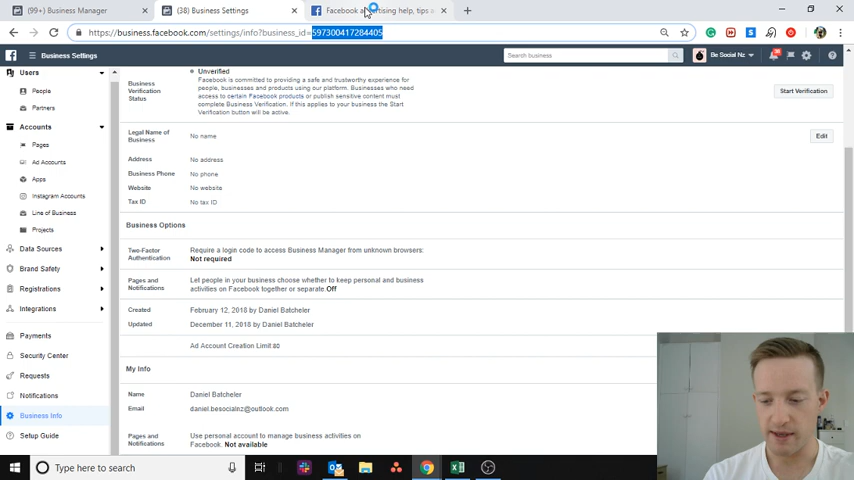 (99+) Business Manager
(38) Business Settings
Facebook advertising help, tips a
https://business.facebook.com/settings/info?business_id=597300417284405
Business Settings
Search business
Be Social Nz
Users
People
Partners
Accounts
Pages
Ad Accounts
Apps
Instagram Accounts
Line of Business
Projects
Data Sources
Brand Safety
Registrations
Integrations
Payments
Security Center
Requests
Notifications
Business Info
Setup Guide
Business Verification Status
Unverified
Facebook is committed to providing a safe and trustworthy experience for
people, businesses and products using our platform. Businesses who need
access to certain Facebook products or publish sensitive content must
complete Business Verification. If this applies to your business the Start
Verification button will be active.
Start Verification
Legal Name of Business
No name
Edit
Address
No address
Business Phone
No phone
Website
No website
Tax ID
No tax ID
Business Options
Two-Factor Authentication
Require a login code to access Business Manager from unknown browsers:
Not required
Pages and Notifications
Let people in your business choose whether to keep personal and business
activities on Facebook together or separate Off
Created
February 12, 2018 by Daniel Batcheler
Updated
December 11, 2018 by Daniel Batcheler
Ad Account Creation Limit:80
My Info
Name
Daniel Batcheler
Email
daniel.besocialnz@outlook.com
Pages and Notifications
Use personal account to manage business activities on
Facebook. Not available
Type here to search